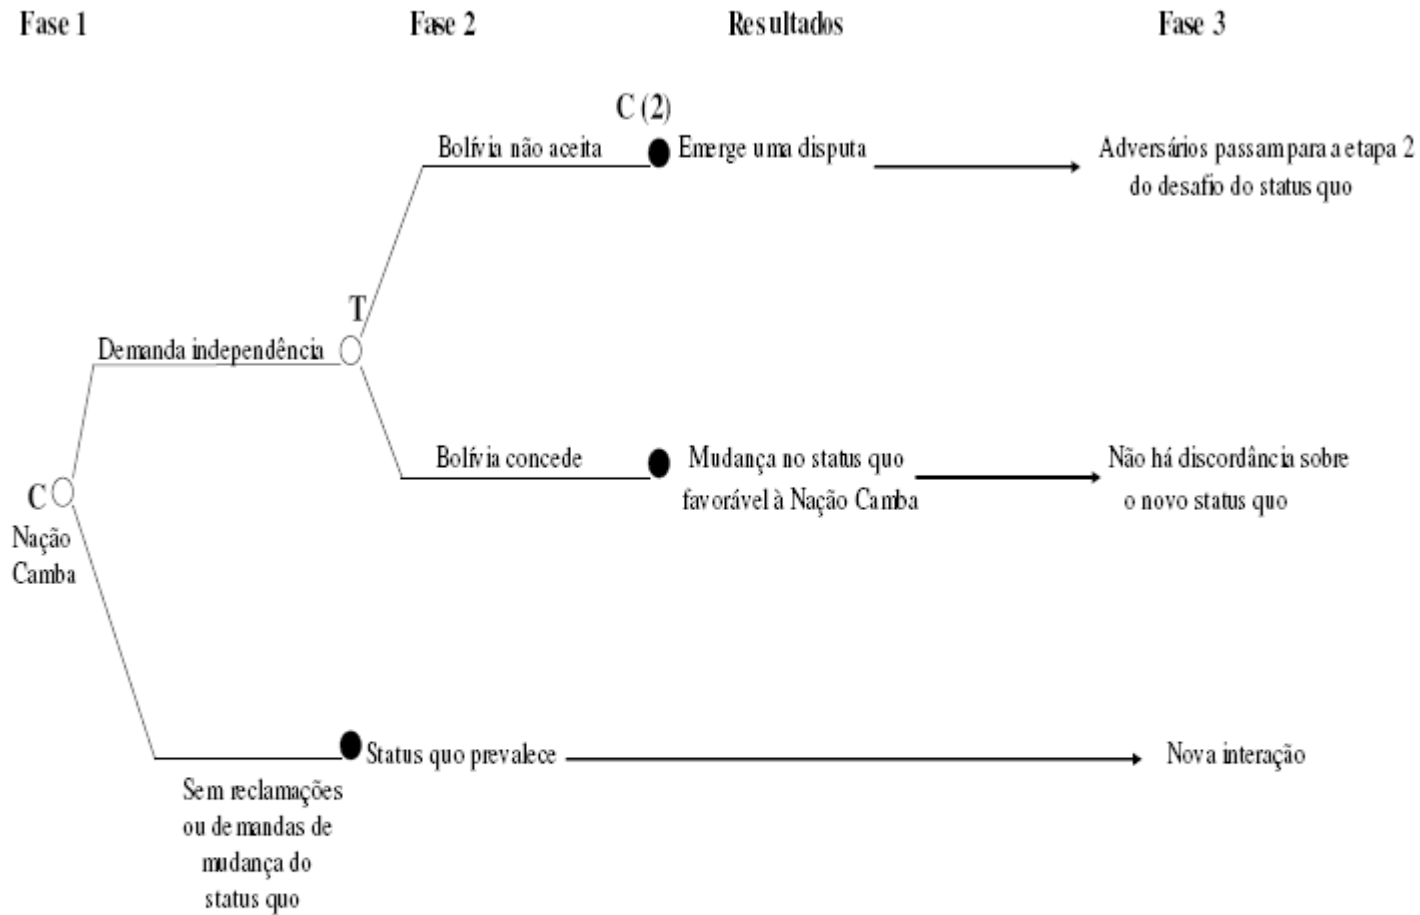 Fase 1
Fase 2
Resultados
Fase 3
C (2)
Bolívia não aceita
Emerge uma disputa
Adversários passam para a etapa 2
do desafio do status quo
T
Demanda independência
Bolívia concede
Mudança no status quo
favorável à Nação Camba
Não há discordância sobre
o novo status quo
C
Nação
Camba
Status quo prevalece
Nova interação
Sem reclamações
ou demandas de
mudança do
status quo